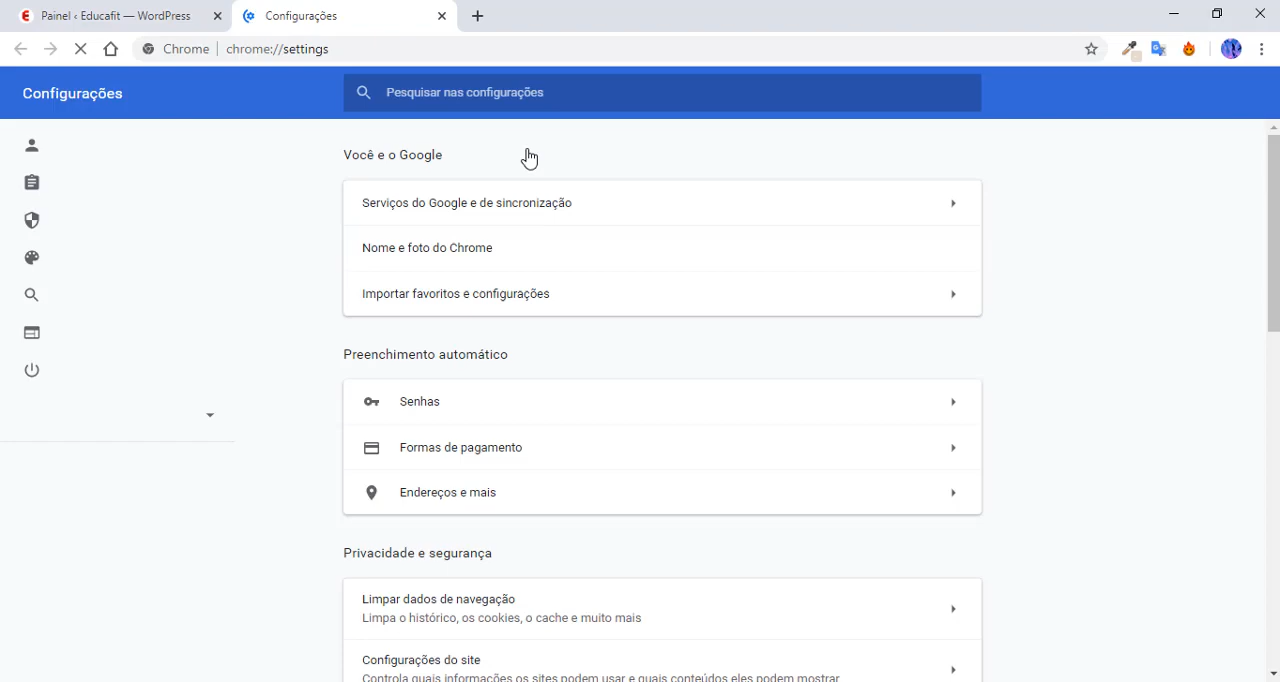 Painel ‹ Educafit — WordPress
Configurações
Chrome
chrome://settings
Configurações
Pesquisar nas configurações
Você e o Google
Serviços do Google e de sincronização
Nome e foto do Chrome
Importar favoritos e configurações
Preenchimento automático
Senhas
Formas de pagamento
Endereços e mais
Privacidade e segurança
Limpar dados de navegação
Limpa o histórico, os cookies, o cache e muito mais
Configurações do site
Controla quais informações os sites podem usar e quais conteúdos eles podem mostrar